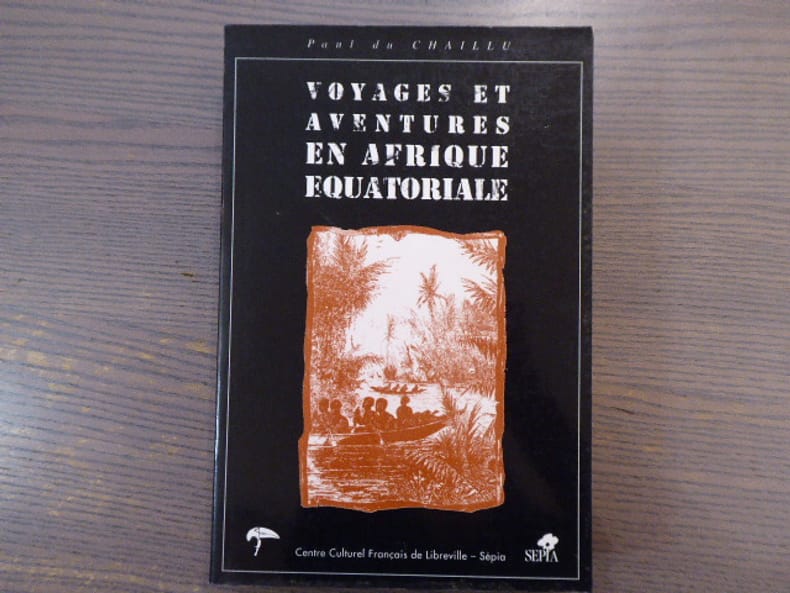 Paul du CHAILLU
VOYAGES ET
AVENTURES
EN AFRIQUE
EQUATORIALE
Centre Culturel Français de Libreville – Sépia
SEPIA